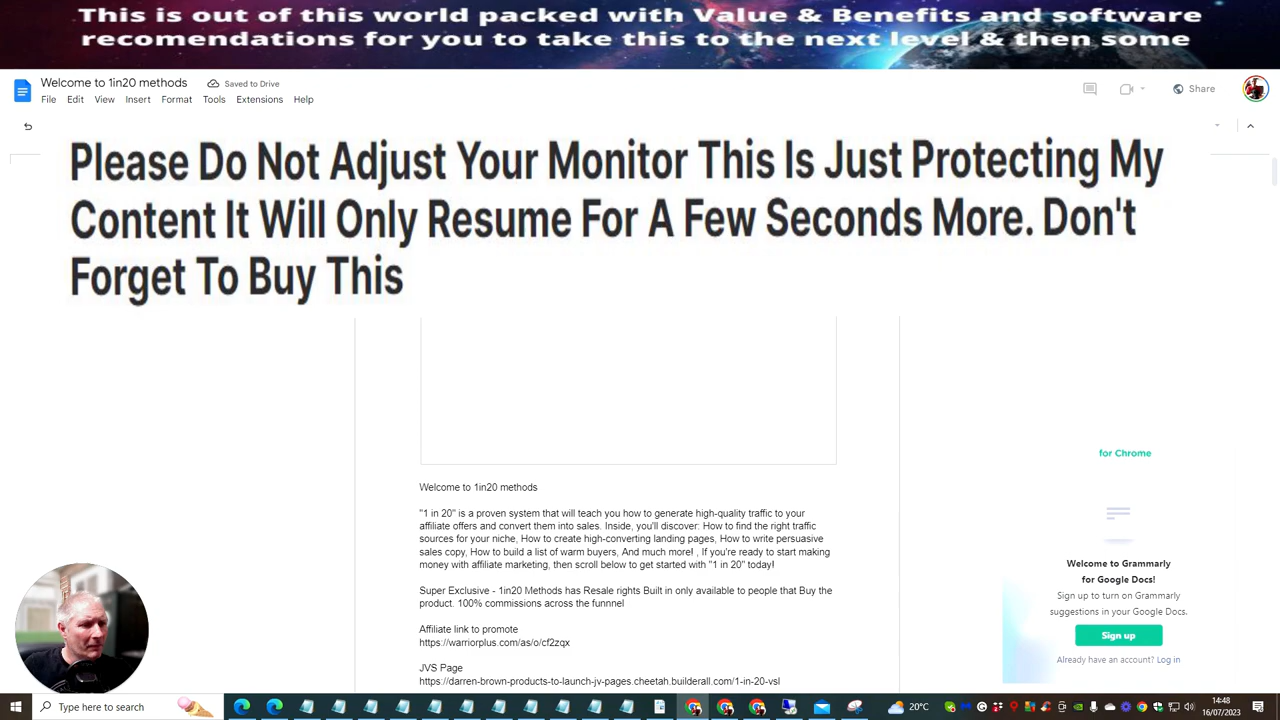 This is out of this world packed with Value & Benefits and software
recomendations for you to take this to the next level & then some
Welcome to 1in20 methods
Saved to Drive
Share
File Edit View Insert Format Tools Extensions Help
Please Do Not Adjust Your Monitor This Is Just Protecting My
Content It Will Only Resume For A Few Seconds More. Don't
Forget To Buy This
for Chrome
Welcome to 1in20 methods
"1 in 20" is a proven system that will teach you how to generate high-quality traffic to your
affiliate offers and convert them into sales. Inside, you'll discover: How to find the right traffic
sources for your niche, How to create high-converting landing pages, How to write persuasive
sales copy, How to build a list of warm buyers, And much more! , If you're ready to start making
money with affiliate marketing, then scroll below to get started with "1 in 20" today!
Super Exclusive - 1in20 Methods has Resale rights Built in only available to people that Buy the
product. 100% commissions across the funnnel
Affiliate link to promote
https://warriorplus.com/as/o/cf2zqx
JVS Page
https://darren-brown-products-to-launch-jv-pages.cheetah.builderall.com/1-in-20-vsl
Welcome to Grammarly
for Google Docs!
Sign up to turn on Grammarly
suggestions in your Google Docs.
Sign up
Already have an account? Log in
Type here to search
20°C
14:48
16/07/2023